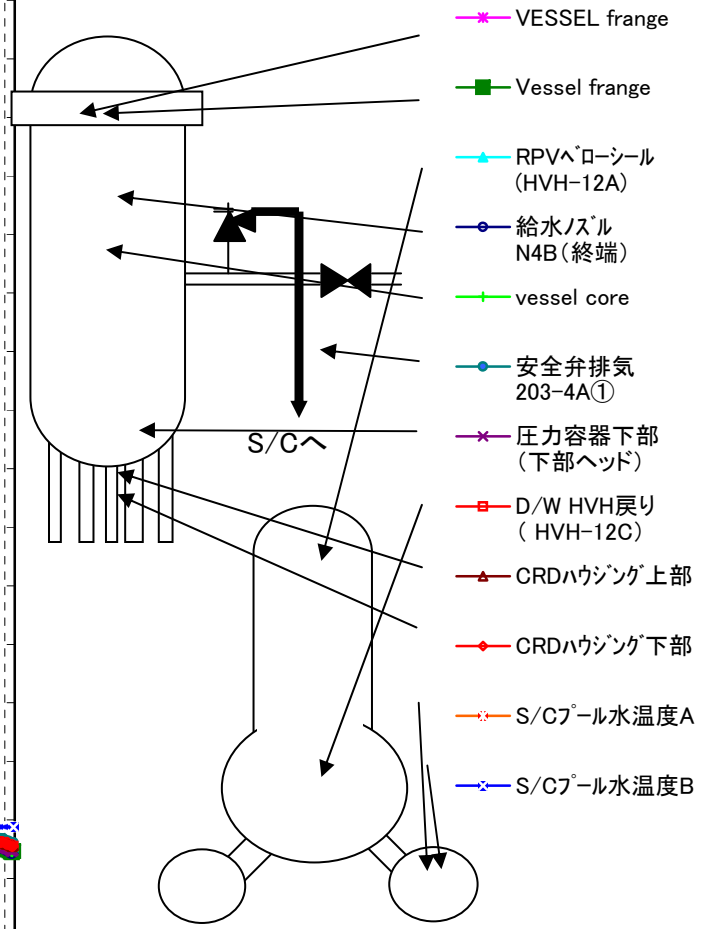 VESSEL frange
Vessel frange
RPVベローシール
(HVH-12A)
給水ノズル
N4B(終端)
vessel core
安全弁排気
203-4A①
圧力容器下部
(下部ヘッド)
D/W HVH戻り
( HVH-12C)
CRDハウジング上部
CRDハウジング下部
S/Cプール水温度A
S/Cプール水温度B
S/Cへ